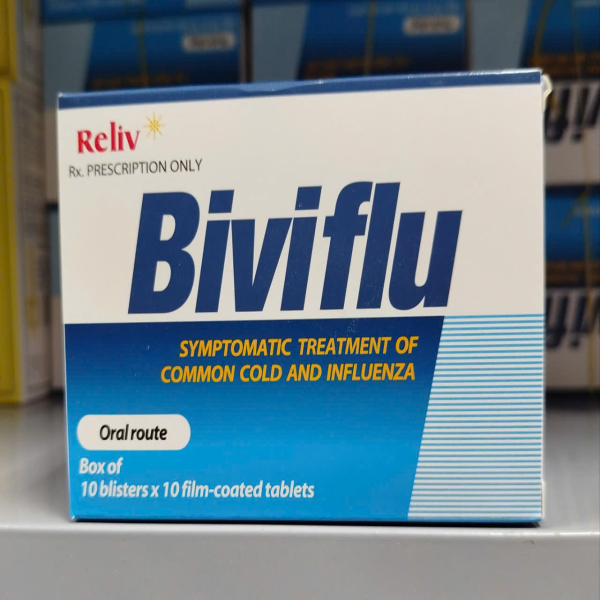 Reliv
Rx. PRESCRIPTION ONLY
Biviflu
SYMPTOMATIC TREATMENT OF
COMMON COLD AND INFLUENZA
Oral route
Box of
10 blisters x 10 film-coated tablets